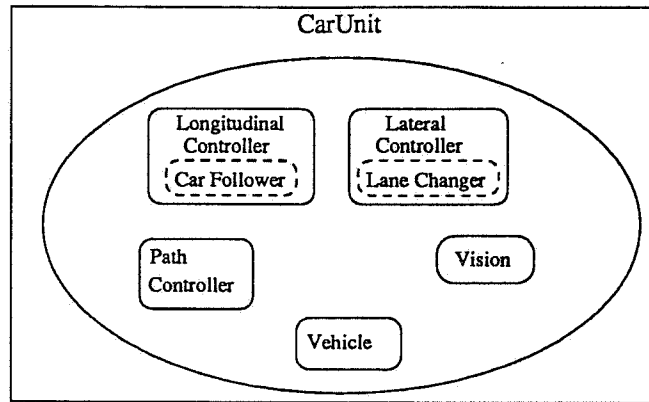 CarUnit
Longitudinal
Controller
Car Follower
Lateral
Controller
Lane Changer
Path
Controller
Vision
Vehicle